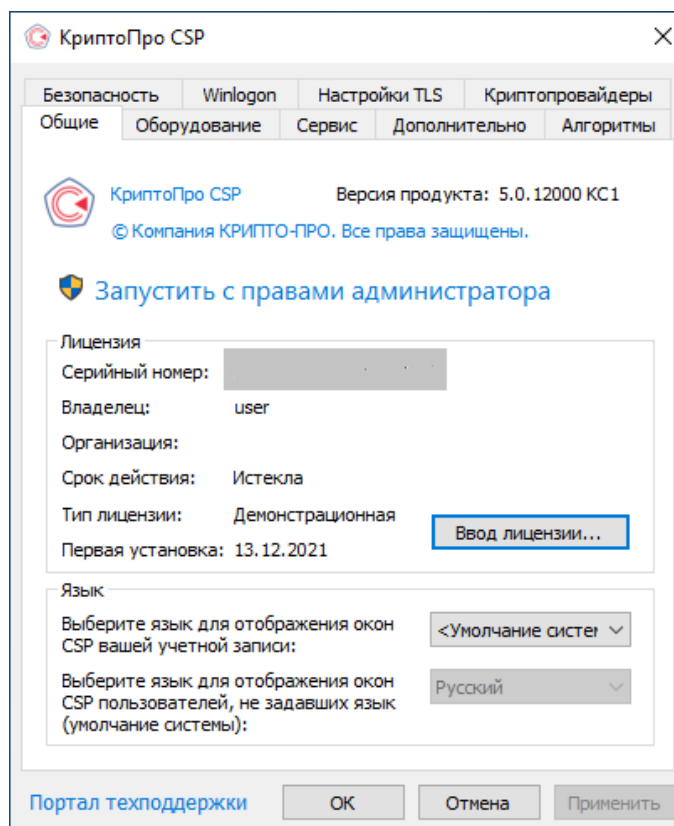 КриптоПро CSP
Безопасность Winlogon Настройки TLS Криптопровайдеры
Общие Оборудование Сервис Дополнительно Алгоритмы
КриптоПро CSP Версия продукта: 5.0.12000 КС1
© Компания КРИПТО-ПРО. Все права защищены.
Запустить с правами администратора
Лицензия
Серийный номер:
Владелец: user
Организация:
Срок действия: Истекла
Тип лицензии: Демонстрационная
Ввод лицензии...
Первая установка: 13.12.2021
Язык
Выберите язык для отображения окон
CSP вашей учетной записи:
<Умолчание систем
Выберите язык для отображения окон
CSP пользователей, не задавших язык
(умолчание системы):
Русский
Портал техподдержки ОК Отмена Применить